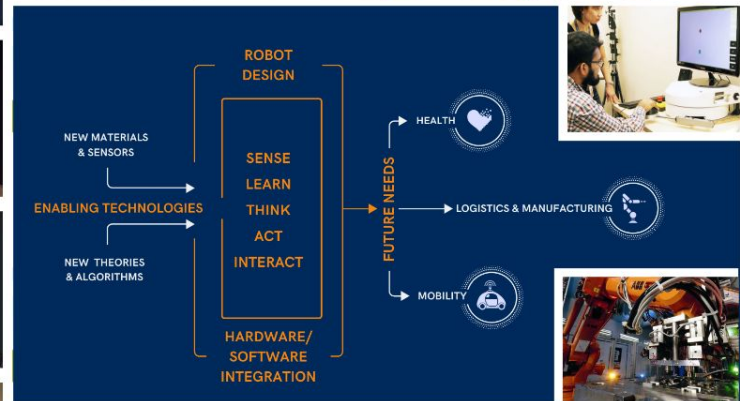 ROBOT
DESIGN
NEW MATERIALS
& SENSORS
ENABLING TECHNOLOGIES
NEW THEORIES
& ALGORITHMS
SENSE
LEARN
THINK
ACT
INTERACT
HARDWARE/
SOFTWARE
INTEGRATION
FUTURE NEEDS
HEALTH
LOGISTICS & MANUFACTURING
MOBILITY
ABB